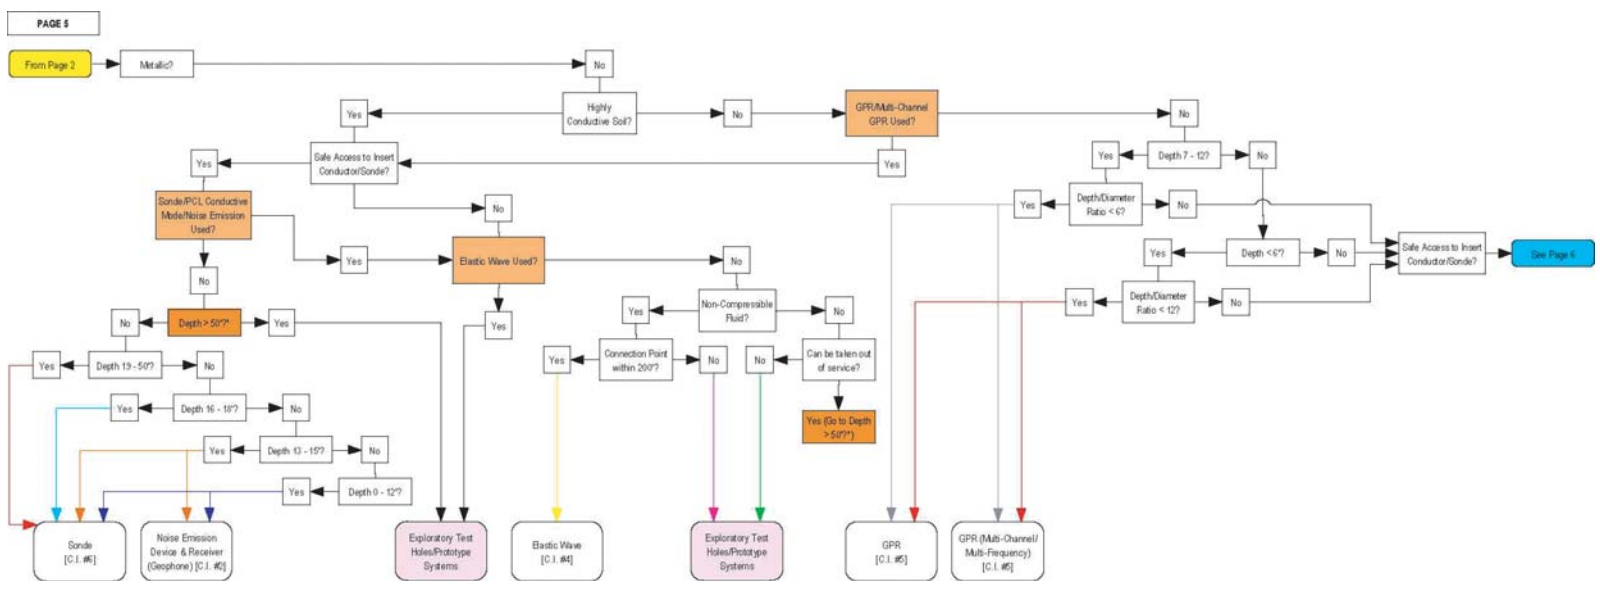 PAGE 5
From Page 2
Metallic?
No
Highly
Conductive Soil?
Yes
No
GPR/Multi-Channel
GPR Used?
No
Yes
Safe Access to Insert
Conductor/Sonde?
Yes
Yes
Depth 7 - 12'?
No
Sonde/PCL Conductive
Mode/Noise Emission
Used?
No
Yes
Depth/Diameter
Ratio < 6?
No
Yes
Elastic Wave Used?
No
Yes
Depth < 6'?
No
Safe Access to Insert
Conductor/Sonde?
See Page 6
No
Yes
Non-Compressible
Fluid?
No
Yes
Depth/Diameter
Ratio < 12?
No
No
Depth > 50'?*
Yes
Yes
Yes
Depth 19 - 50'?
No
Yes
Connection Point
within 200'?
No
No
Can be taken out
of service?
Yes
Depth 16 - 18'?
No
Yes (Go to Depth
> 50'?*)
Yes
Depth 13 - 15'?
No
Yes
Depth 0 - 12'?
Sonde
[C.I. #6]
Noise Emission
Device & Receiver
(Geophone) [C.I. #2]
Exploratory Test
Holes/Prototype
Systems
Elastic Wave
[C.I. #4]
Exploratory Test
Holes/Prototype
Systems
GPR
[C.I. #5]
GPR (Multi-Channel/
Multi-Frequency)
[C.I. #5]